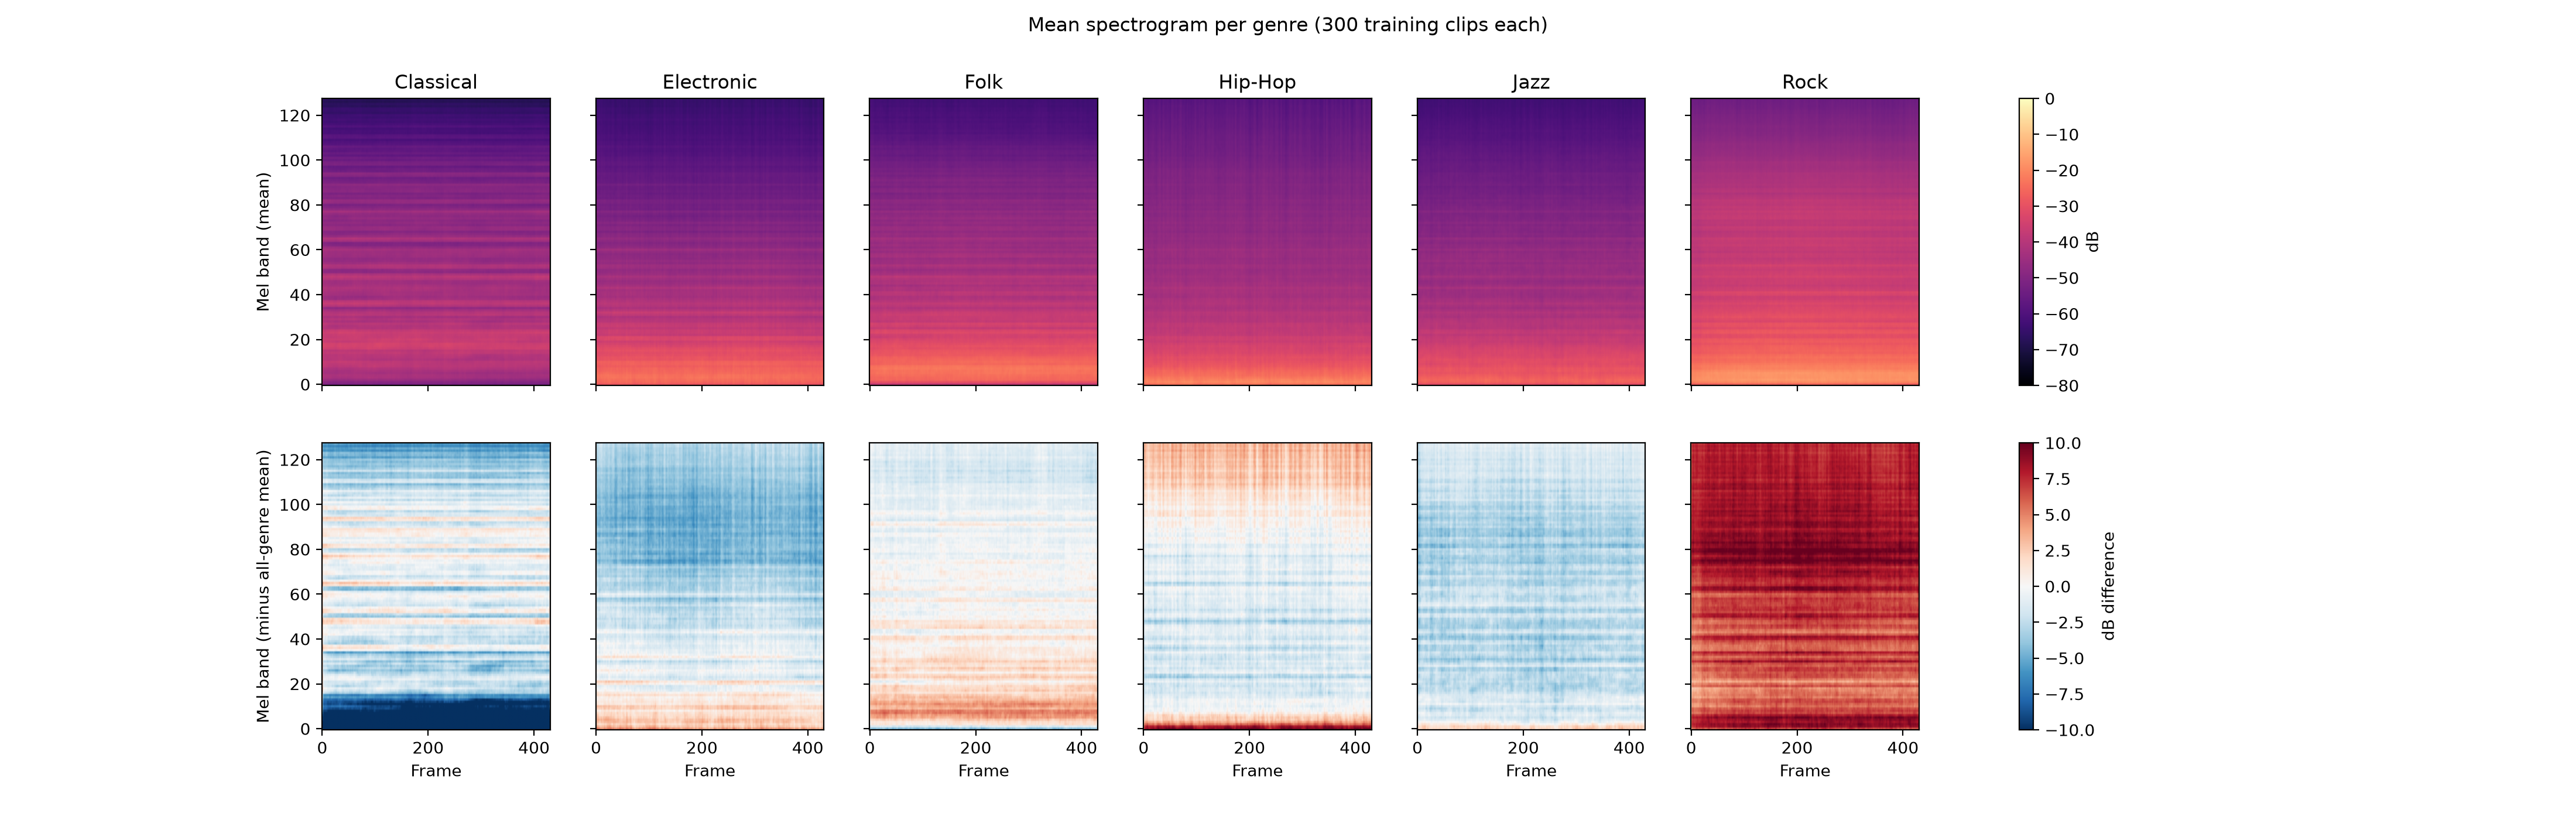 Mean spectrogram per genre (300 training clips each)
Classical
Electronic
Folk
Hip-Hop
Jazz
Rock
Mel band (mean)
120
100
80
60
40
20
0
0
−10
−20
−30
−40
−50
−60
−70
−80
dB
Mel band (minus all-genre mean)
120
100
80
60
40
20
0
0 200 400
0 200 400
0 200 400
0 200 400
0 200 400
0 200 400
Frame
Frame
Frame
Frame
Frame
Frame
10.0
7.5
5.0
2.5
0.0
−2.5
−5.0
−7.5
−10.0
dB difference